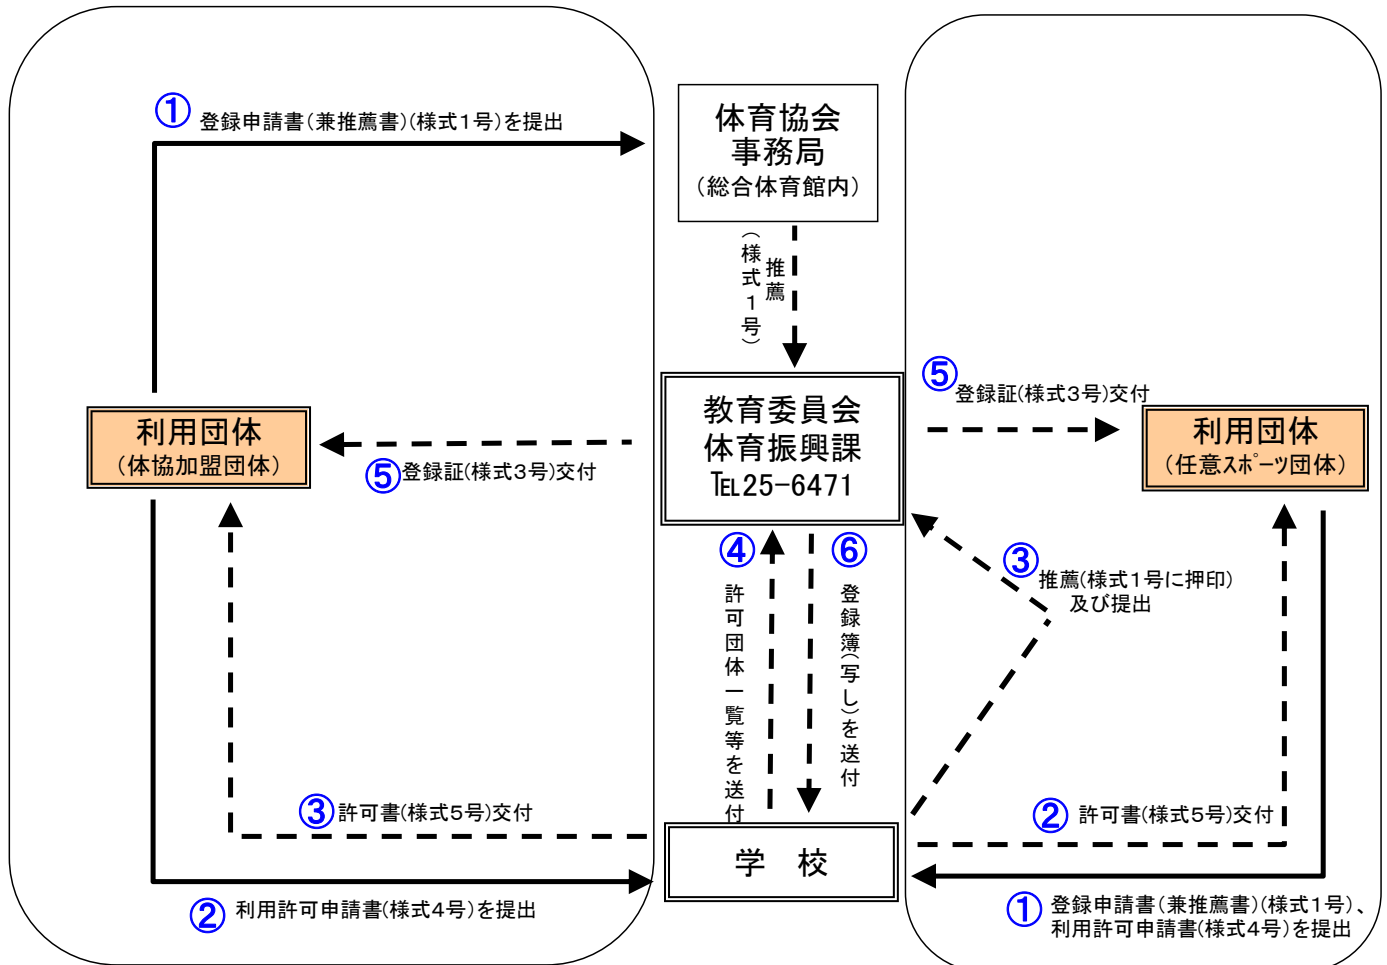 ①
登録申請書(兼推薦書)(様式1号)を提出
体育協会
事務局
(総合体育館内)
推薦
(様式1号)
利用団体
(体協加盟団体)
⑤
登録証(様式3号)交付
教育委員会
体育振興課
℡25-6471
⑤
登録証(様式3号)交付
利用団体
(任意スポーツ団体)
④
許可団体一覧等を送付
⑥
登録簿(写し)を送付
③
推薦(様式1号に押印)
及び提出
③
許可書(様式5号)交付
②
許可書(様式5号)交付
学 校
②
利用許可申請書(様式4号)を提出
①
登録申請書(兼推薦書)(様式1号)、
利用許可申請書(様式4号)を提出